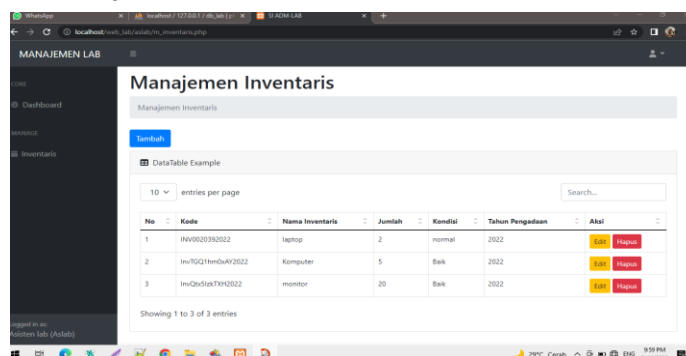 WhatsApp
localhost / 127.0.0.1 / db_lab | p
SI ADM-LAB
localhost/web_lab/aslab/m_inventaris.php
MANAJEMEN LAB
CORE
Dashboard
MANAGE
Inventaris
Manajemen Inventaris
Manajemen Inventaris
Tambah
DataTable Example
10 entries per page
Search...
No Kode Nama Inventaris Jumlah Kondisi Tahun Pengadaan Aksi
1 INV0020392022 laptop 2 normal 2022 Edit Hapus
2 Komputer 5 Baik 2022 Edit Hapus
3 monitor 20 Baik 2022 Edit Hapus
Showing 1 to 3 of 3 entries
Logged in as:
Asisten lab (Aslab)
29°C Cerah ENG 9:59 PM